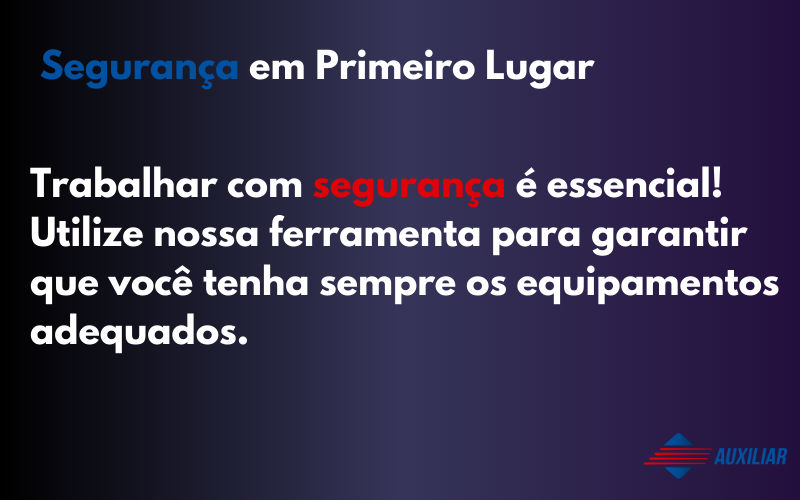 Segurança em Primeiro Lugar
Trabalhar com segurança é essencial!
Utilize nossa ferramenta para garantir
que você tenha sempre os equipamentos
adequados.
AUXILIAR